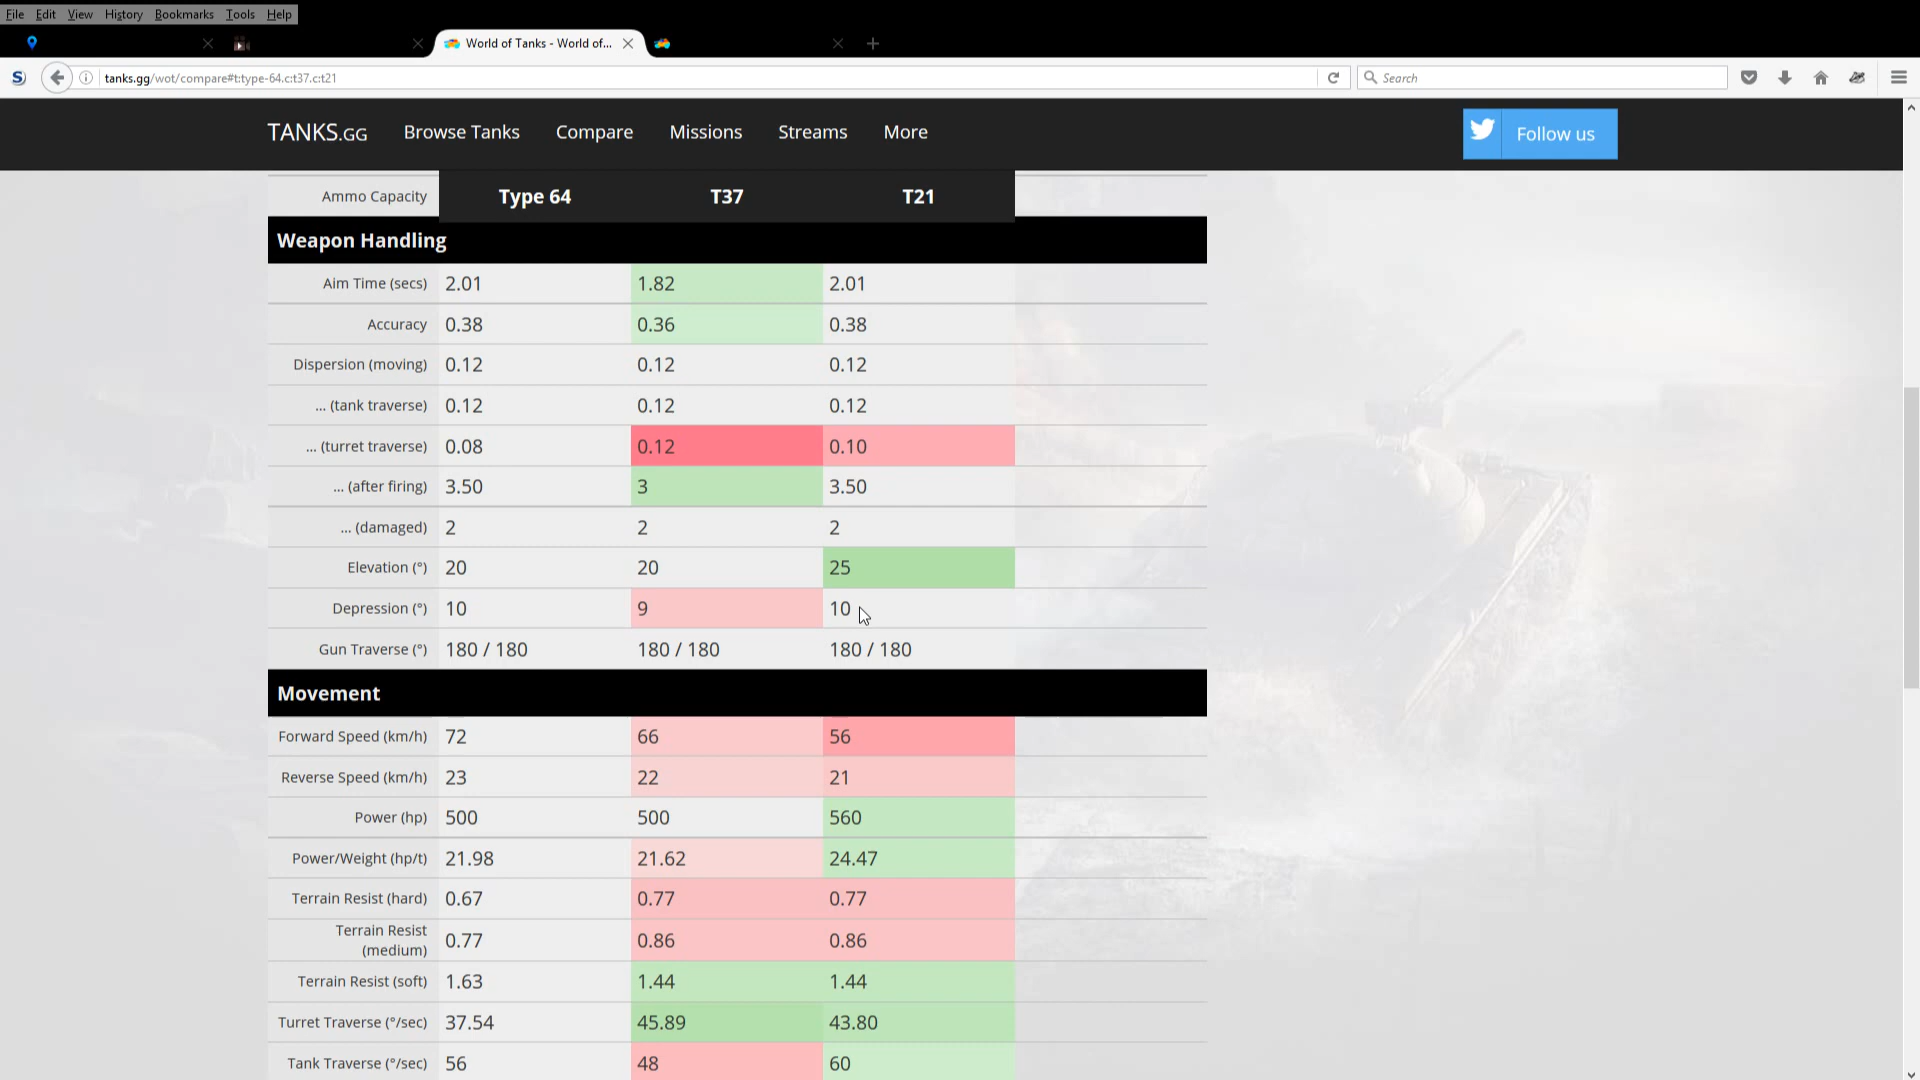 File Edit View History Bookmarks Tools Help
World of Tanks - World of...
tanks.gg/wot/compare#t:type-64.c:t37.c:t21
Search
TANKS.GG Browse Tanks Compare Missions Streams More Follow us
Ammo Capacity Type 64 T37 T21
Weapon Handling
Aim Time (secs) 2.01 1.82 2.01
Accuracy 0.38 0.36 0.38
Dispersion (moving) 0.12 0.12 0.12
... (tank traverse) 0.12 0.12 0.12
... (turret traverse) 0.08 0.12 0.10
... (after firing) 3.50 3 3.50
... (damaged) 2 2 2
Elevation (°) 20 20 25
Depression (°) 10 9 10
Gun Traverse (°) 180 / 180 180 / 180 180 / 180
Movement
Forward Speed (km/h) 72 66 56
Reverse Speed (km/h) 23 22 21
Power (hp) 500 500 560
Power/Weight (hp/t) 21.98 21.62 24.47
Terrain Resist (hard) 0.67 0.77 0.77
Terrain Resist
(medium) 0.77 0.86 0.86
Terrain Resist (soft) 1.63 1.44 1.44
Turret Traverse (°/sec) 37.54 45.89 43.80
Tank Traverse (°/sec) 56 48 60